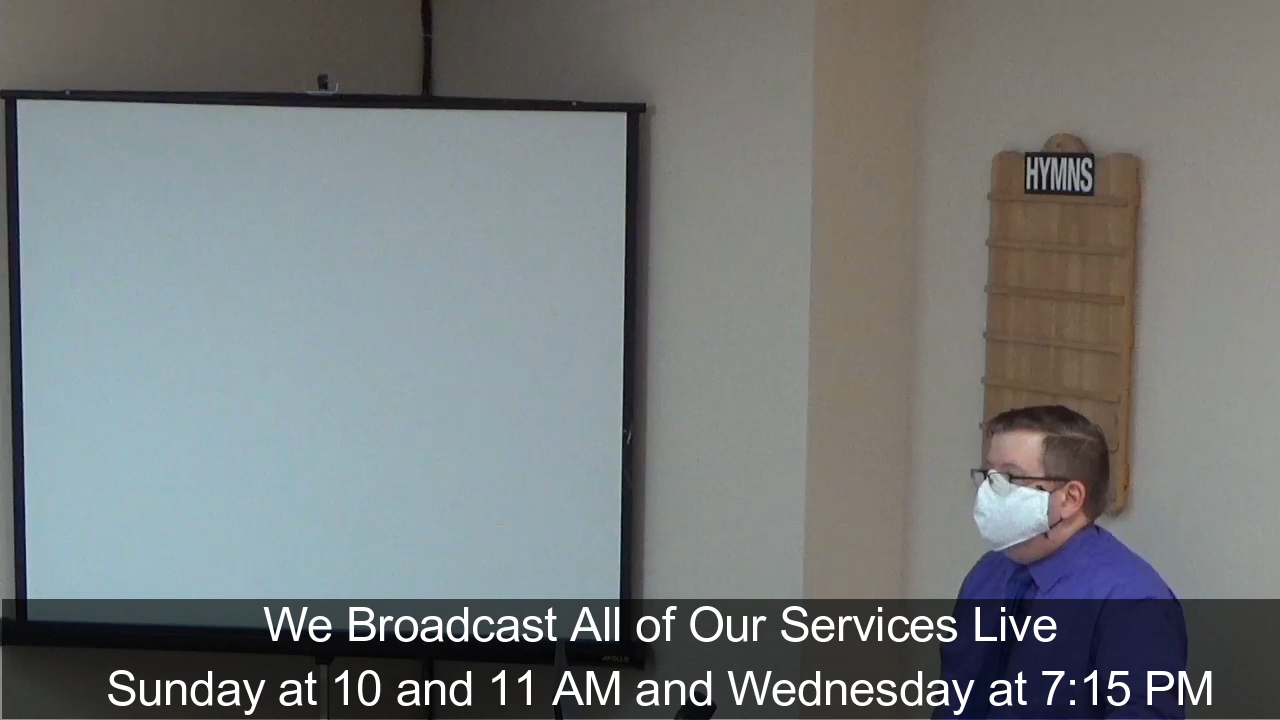 HYMNS
We Broadcast All of Our Services Live
Sunday at 10 and 11 AM and Wednesday at 7:15 PM